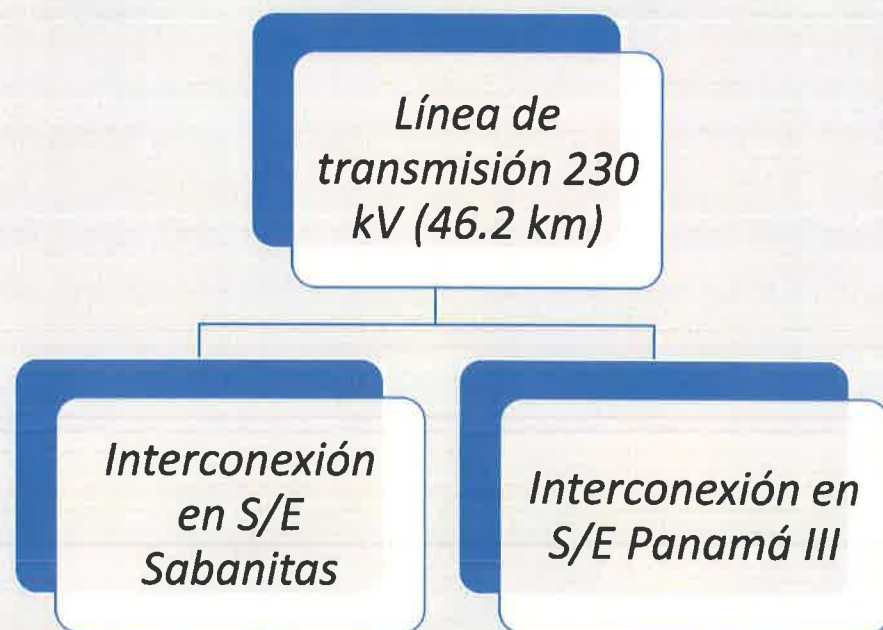 Línea de
transmisión 230
kV (46.2 km)
Interconexión
en S/E
Sabanitas
Interconexión en
S/E Panamá III